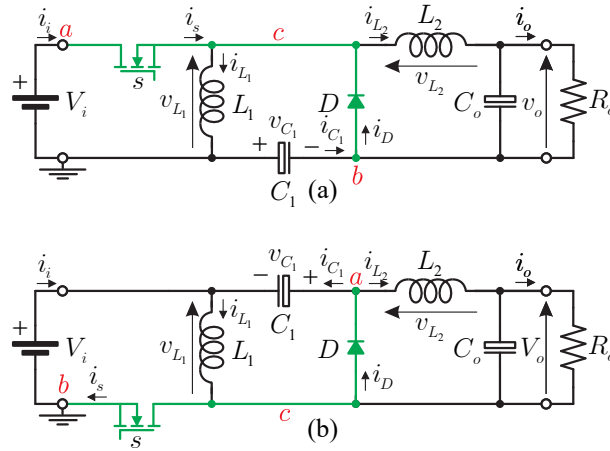 i_i a i_s c i_{L_2} L_2 i_o
+ V_i s v_{L_1} i_{L_1} L_1 D v_{L_2} C_o v_o
+ v_{C_1} − i_{C_1} i_D
C_1 b
(a)
i_i − v_{C_1} + i_{C_1} a i_{L_2} L_2 i_o
C_1
+ V_i v_{L_1} i_{L_1} L_1 D v_{L_2} C_o V_o
b i_s i_D
s c
(b)